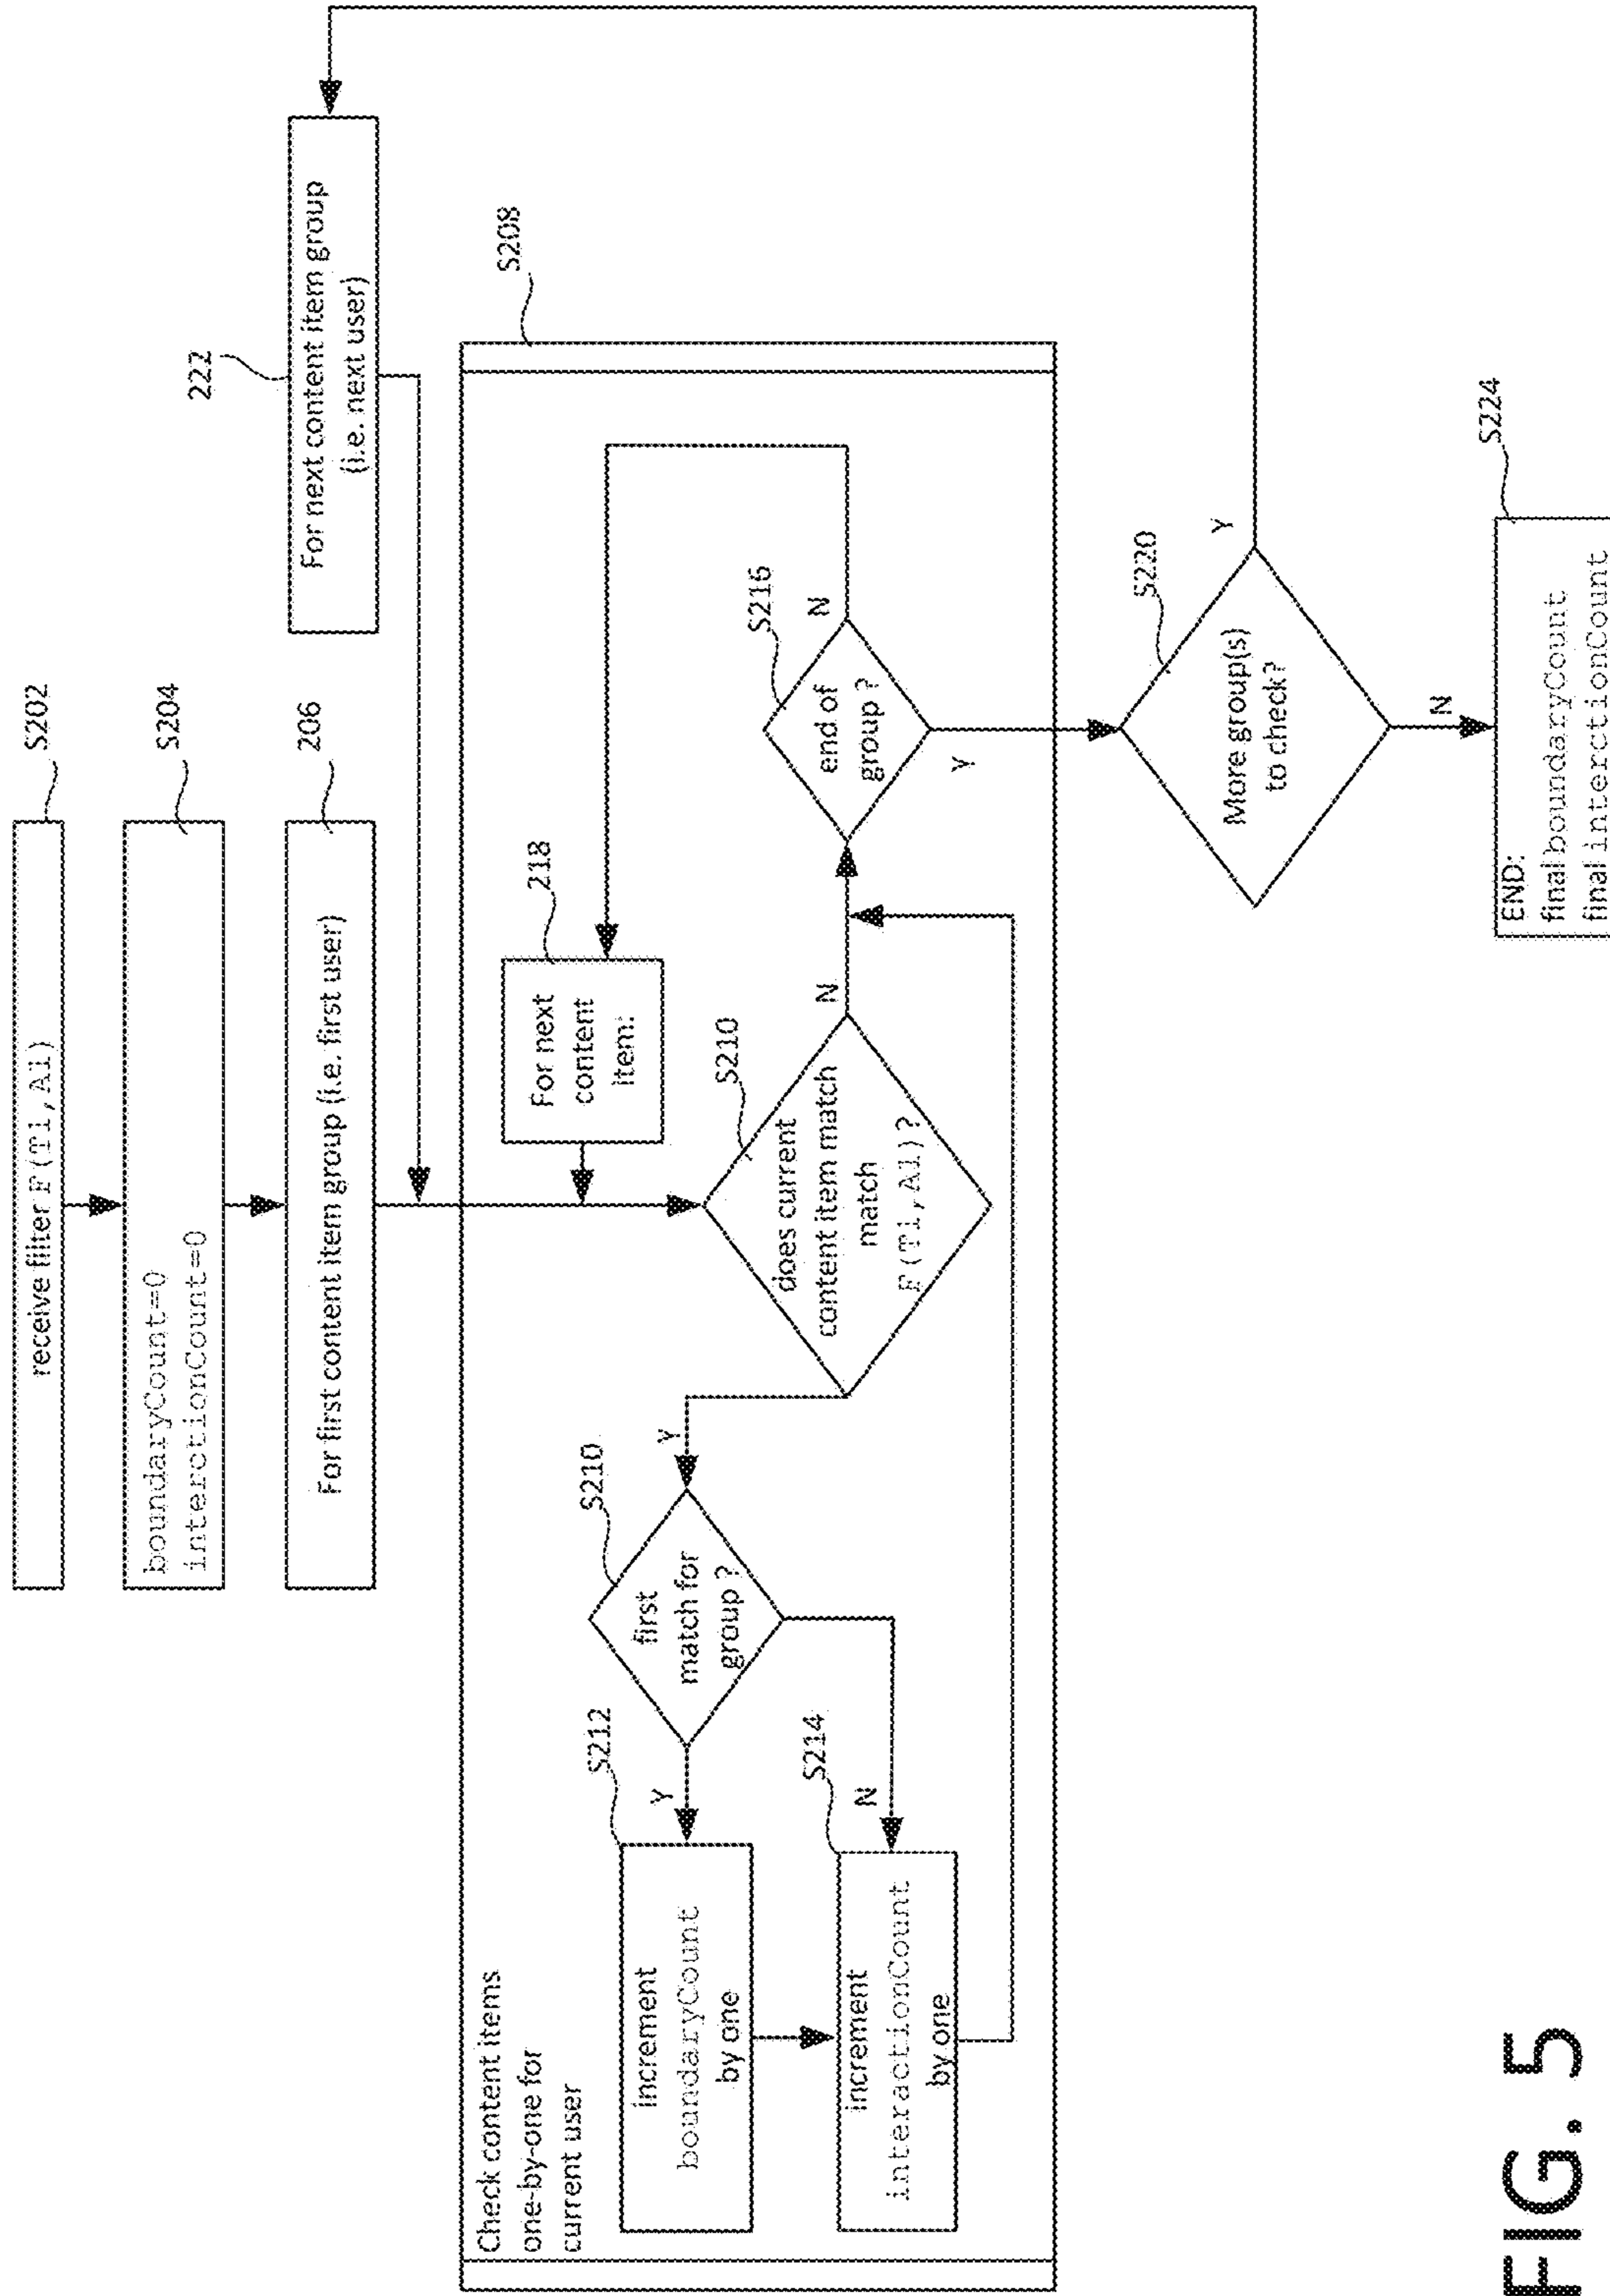 receive filter F(T1,A1)
S202
boundaryCount=0
interctionCount=0
S204
For first content item group (i.e. first user)
206
For next content item group
(i.e. next user)
222
S208
Check content items
one-by-one for
current user
For next
content
item:
218
does current
content item match
match
F(T1,A1)?
S210
Y
N
first
match for
group ?
S210
Y
N
increment
boundaryCount
by one
S212
increment
interactionCount
by one
S214
end of
group ?
S216
N
Y
More group(s)
to check?
S220
Y
N
END:
final boundaryCount
final interctionCount
S224
FIG. 5